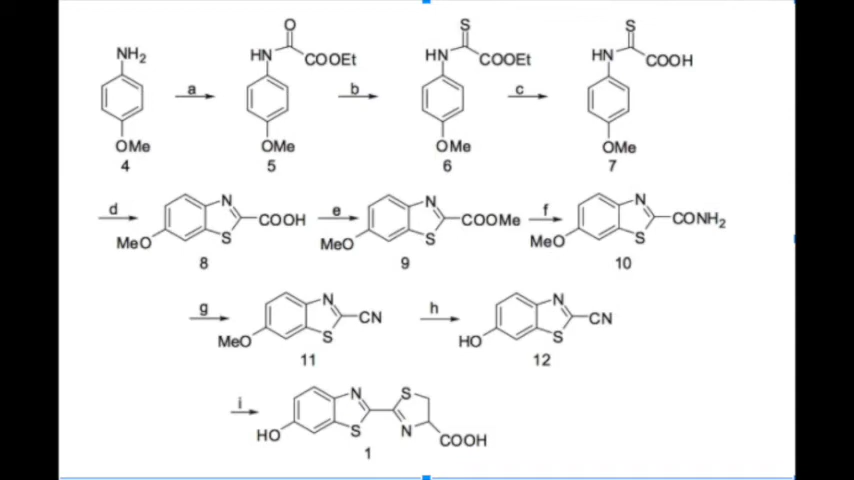 NH2
a
OMe
4
O
HN
COOEt
b
OMe
5
S
HN
COOEt
c
OMe
6
S
HN
COOH
OMe
7
d
N
S
COOH
MeO
8
e
N
S
COOMe
MeO
9
f
N
S
CONH2
MeO
10
g
N
S
CN
MeO
11
h
N
S
CN
HO
12
i
N
S
S
N
HO
COOH
1